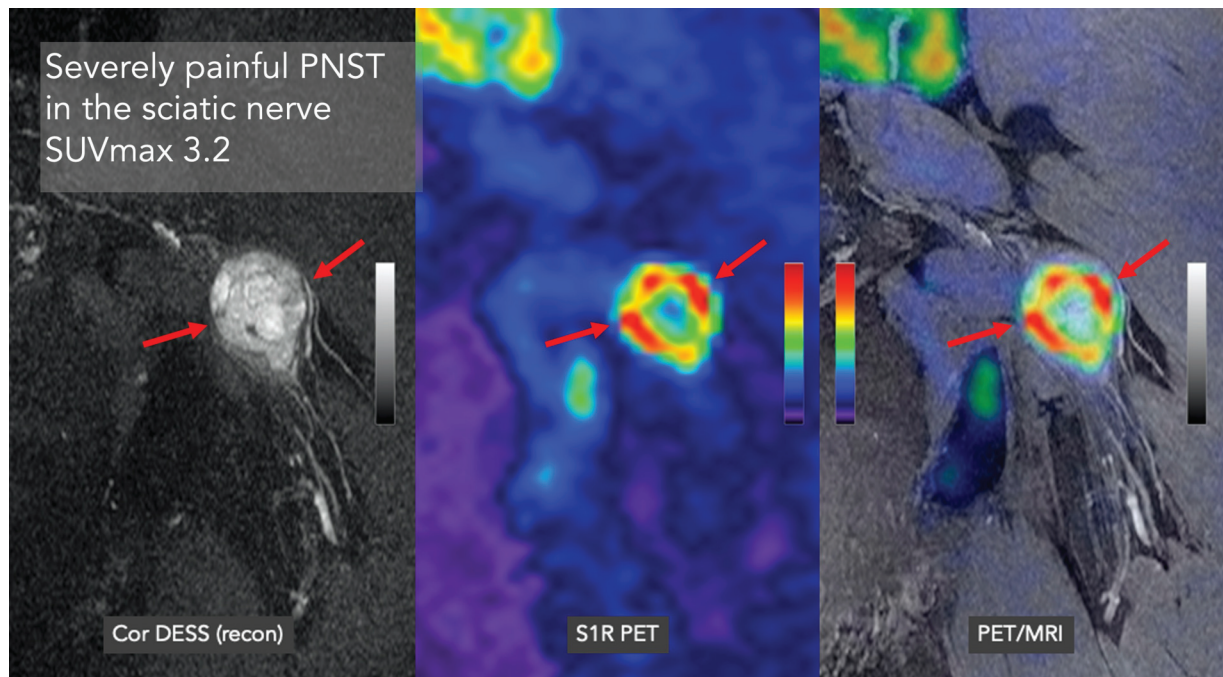 Severely painful PNST
in the sciatic nerve
SUVmax 3.2
Cor DESS (recon)
S1R PET
PET/MRI